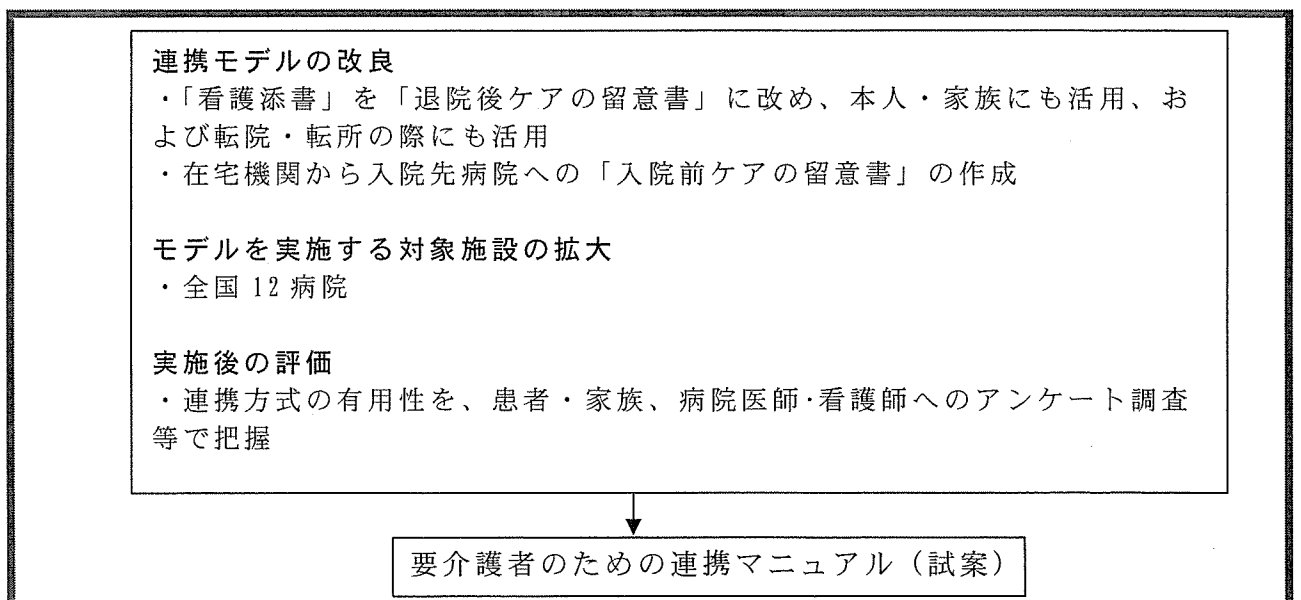 連携モデルの改良
・「看護添書」を「退院後ケアの留意書」に改め、本人・家族にも活用、お
よび転院・転所の際にも活用
・在宅機関から入院先病院への「入院前ケアの留意書」の作成
モデルを実施する対象施設の拡大
・全国 12 病院
実施後の評価
・連携方式の有用性を、患者・家族、病院医師・看護師へのアンケート調査
等で把握
要介護者のための連携マニュアル（試案）